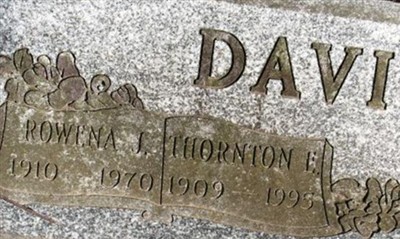 DAVI
ROWENA J. THORNTON E.
1910 1970 1909 1995